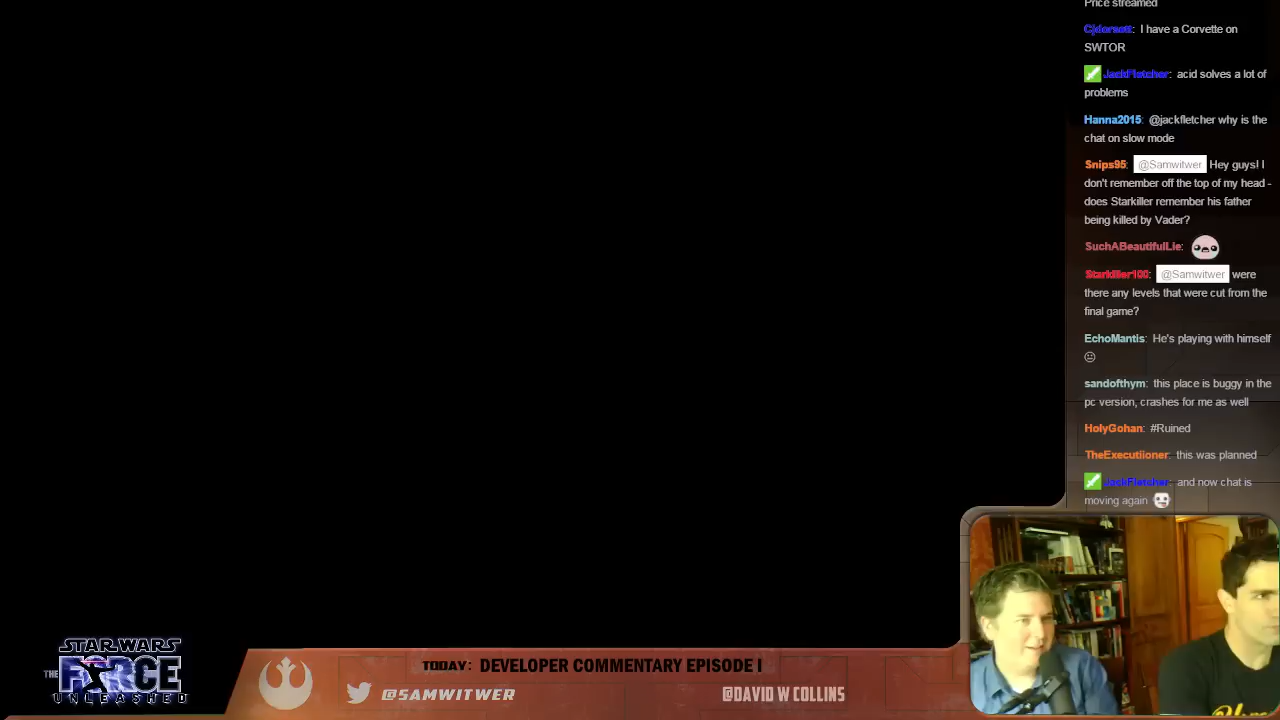 Price streamed
Cjdorsett: I have a Corvette on
SWTOR
JackFletcher: acid solves a lot of
problems
Hanna2015: @jackfletcher why is the
chat on slow mode
Snips95: @Samwitwer Hey guys! I
don't remember off the top of my head -
does Starkiller remember his father
being killed by Vader?
SuchABeautifulLie:
Starkiller100: @Samwitwer were
there any levels that were cut from the
final game?
EchoMantis: He's playing with himself
sandofthym: this place is buggy in the
pc version, crashes for me as well
HolyGohan: #Ruined
TheExecutiioner: this was planned
JackFletcher: and now chat is
moving again
STAR WARS
THE FORCE
UNLEASHED
TODAY: DEVELOPER COMMENTARY EPISODE I
@SAMWITWER
@DAVID W COLLINS